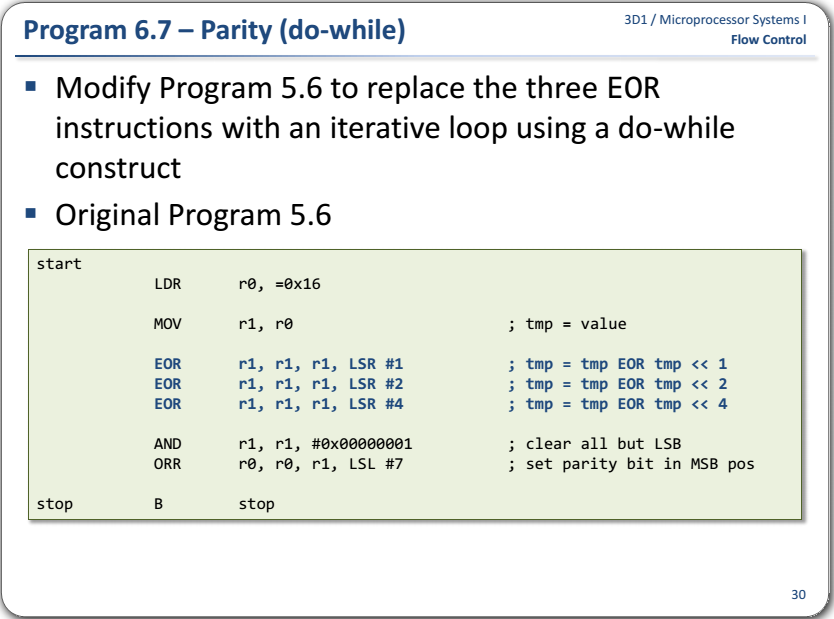 Program 6.7 – Parity (do-while)
3D1 / Microprocessor Systems I
Flow Control
▪ Modify Program 5.6 to replace the three EOR
instructions with an iterative loop using a do-while
construct
▪ Original Program 5.6
start
LDR r0, =0x16
MOV r1, r0 ; tmp = value
EOR r1, r1, r1, LSR #1 ; tmp = tmp EOR tmp << 1
EOR r1, r1, r1, LSR #2 ; tmp = tmp EOR tmp << 2
EOR r1, r1, r1, LSR #4 ; tmp = tmp EOR tmp << 4
AND r1, r1, #0x00000001 ; clear all but LSB
ORR r0, r0, r1, LSL #7 ; set parity bit in MSB pos
stop B stop
30